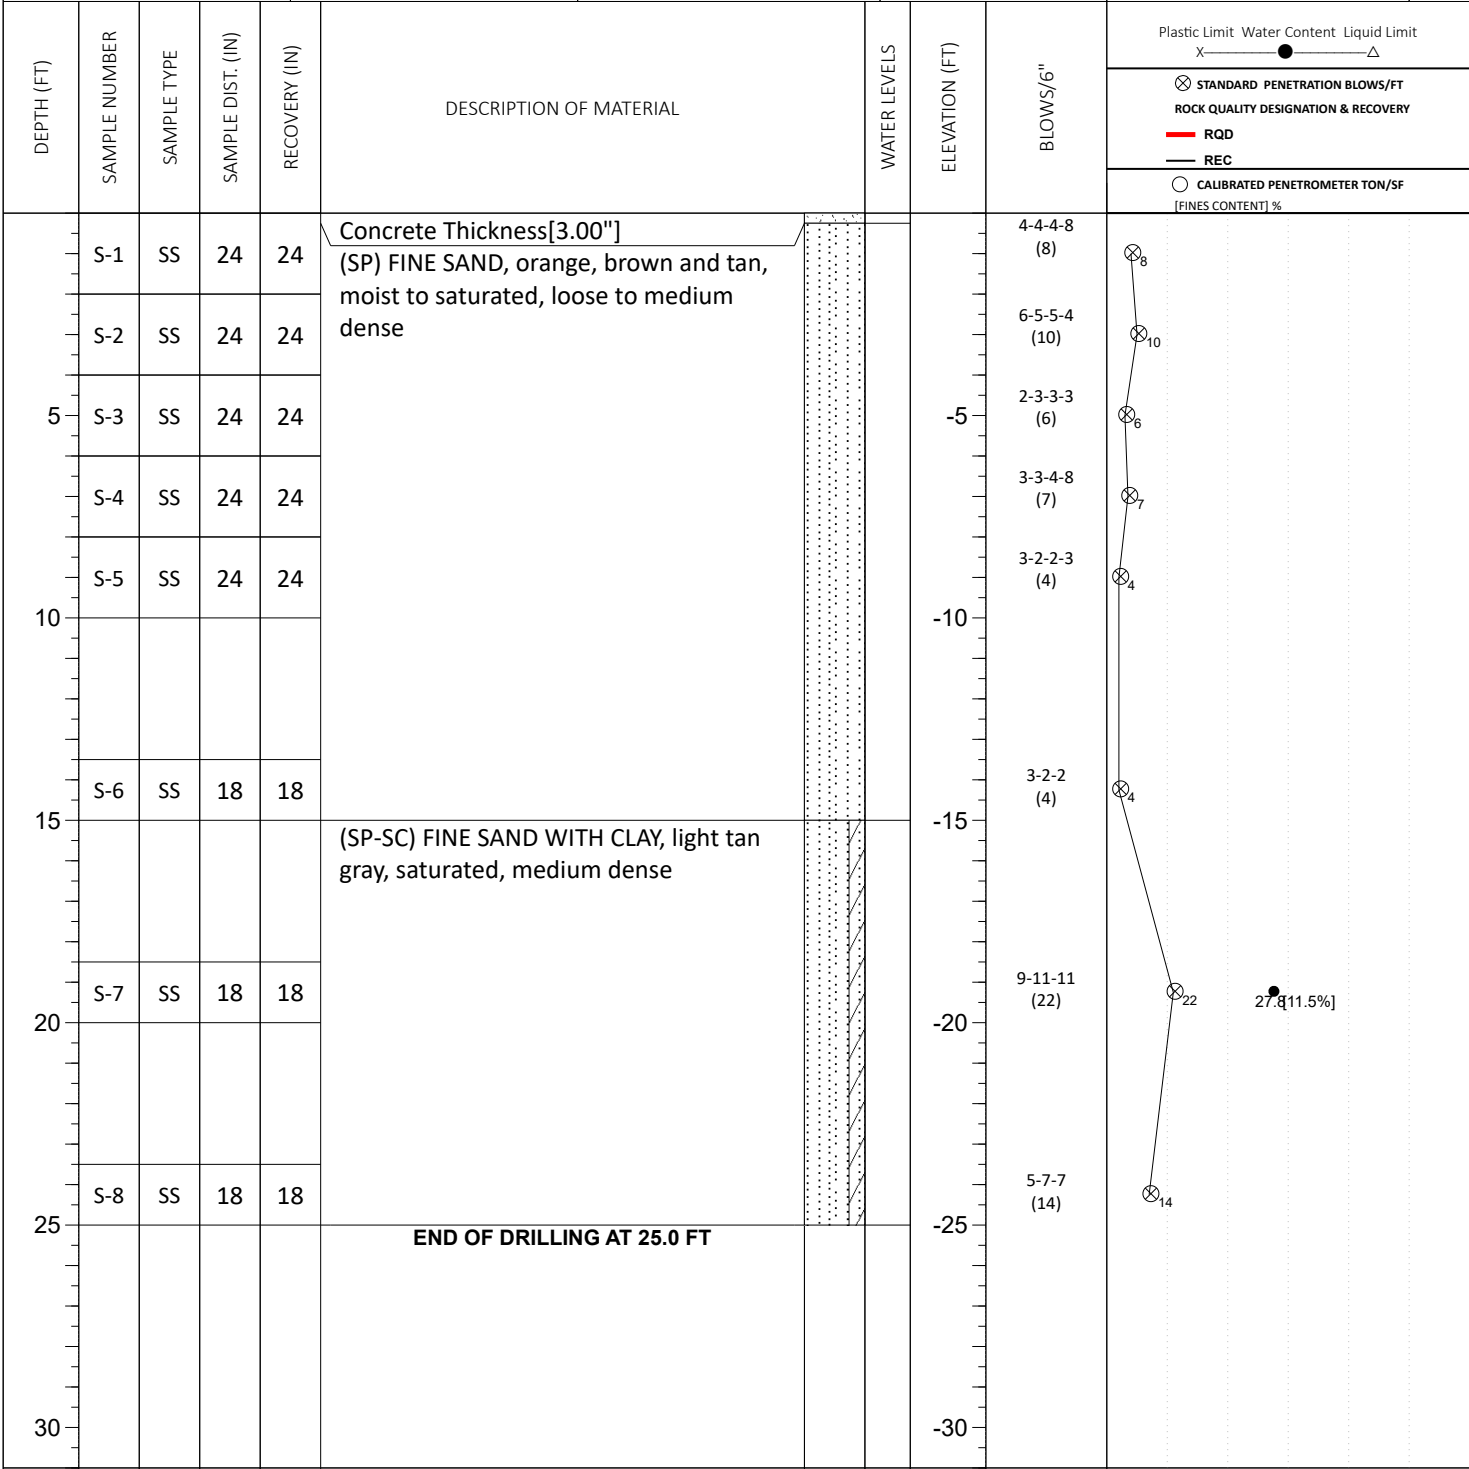 DEPTH (FT)
SAMPLE NUMBER
SAMPLE TYPE
SAMPLE DIST. (IN)
RECOVERY (IN)
DESCRIPTION OF MATERIAL
WATER LEVELS
ELEVATION (FT)
BLOWS/6"
Plastic Limit Water Content Liquid Limit
X
STANDARD PENETRATION BLOWS/FT
ROCK QUALITY DESIGNATION & RECOVERY
RQD
REC
CALIBRATED PENETROMETER TON/SF
[FINES CONTENT] %
Concrete Thickness[3.00"]
S-1 SS 24 24
(SP) FINE SAND, orange, brown and tan,
moist to saturated, loose to medium
dense
4-4-4-8
(8)
8
S-2 SS 24 24
6-5-5-4
(10)
10
5
S-3 SS 24 24
-5
2-3-3-3
(6)
6
S-4 SS 24 24
3-3-4-8
(7)
7
S-5 SS 24 24
3-2-2-3
(4)
4
10
-10
S-6 SS 18 18
3-2-2
(4)
4
15
-15
(SP-SC) FINE SAND WITH CLAY, light tan
gray, saturated, medium dense
S-7 SS 18 18
9-11-11
(22)
22
27.8[11.5%]
20
-20
S-8 SS 18 18
5-7-7
(14)
14
25
-25
END OF DRILLING AT 25.0 FT
30
-30